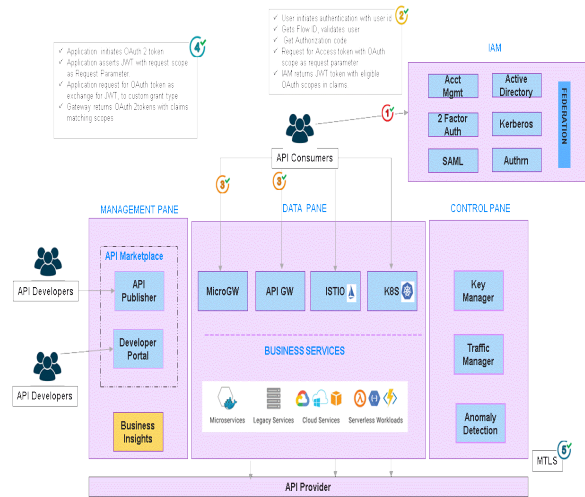 4
Application initiates OAuth 2 token
Application asserts JWT with request scope
as Request Parameter
Application request for OAuth token as
exchange for JWT, to custom grant type
Gateway returns OAuth 2tokens with claims
matching scopes
2
User initiates authentication with user id
Gets Flow ID, validates user
Get Authorization code
Request for Access token with OAuth
scope as request parameter
IAM returns JWT token with eligible
OAuth scopes in claims
IAM
Acct
Mgmt
Active
Directory
2 Factor
Auth
Kerberos
SAML
Authrn
FEDERATION
1
API Consumers
3
3
MANAGEMENT PANE
DATA PANE
CONTROL PANE
API Marketplace
API
Publisher
Developer
Portal
Business
Insights
API Developers
API Developers
MicroGW
API GW
ISTIO
K8S
BUSINESS SERVICES
Microservices
Legacy Services
Cloud Services
Serverless Workloads
Key
Manager
Traffic
Manager
Anomaly
Detection
MTLS
5
API Provider